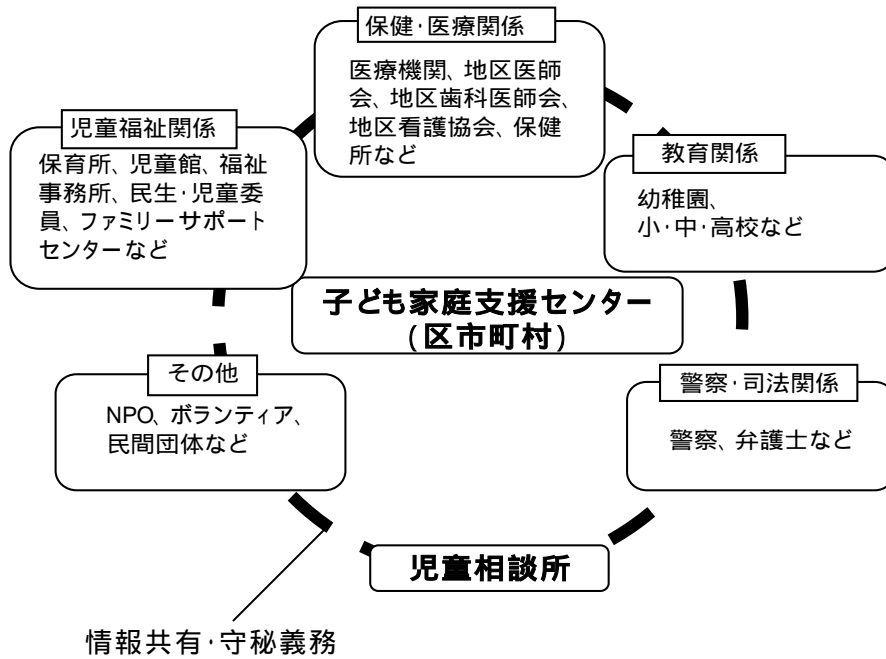 保健・医療関係
医療機関、地区医師
会、地区歯科医師会、
地区看護協会、保健
所など
児童福祉関係
保育所、児童館、福祉
事務所、民生・児童委
員、ファミリーサポート
センターなど
教育関係
幼稚園、
小・中・高校など
子ども家庭支援センター
(区市町村)
その他
NPO、ボランティア、
民間団体など
警察・司法関係
警察、弁護士など
児童相談所
情報共有・守秘義務